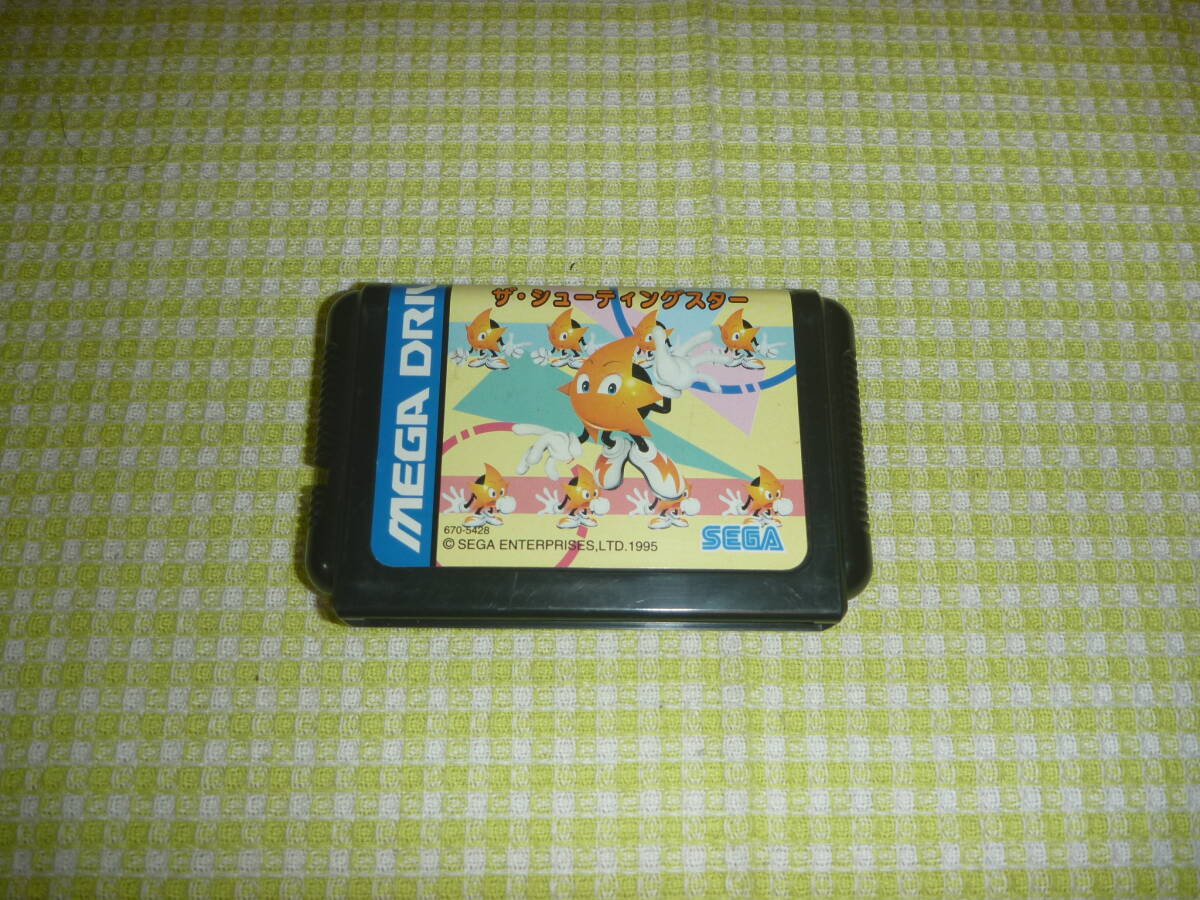 MEGA DRIV
ザ・シューティングスター
670-5428
© SEGA ENTERPRISES,LTD.1995
SEGA